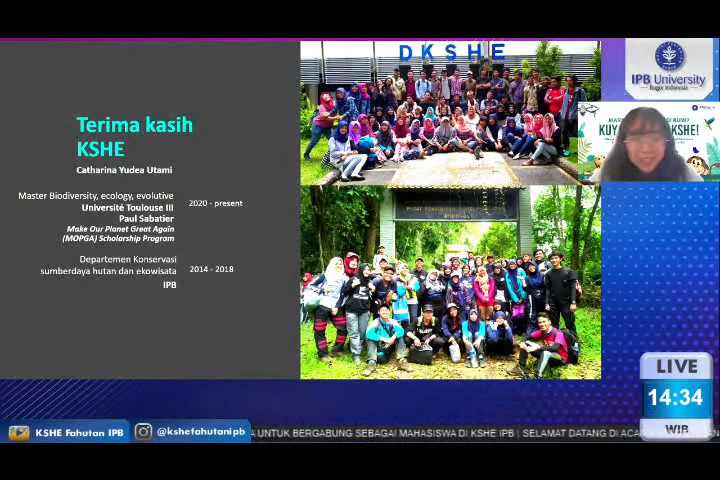 Terima kasih
KSHE
Catharina Yudea Utami
Master Biodiversity, ecology, evolutive
Université Toulouse III
Paul Sabatier
Make Our Planet Great Again
(MOPGA) Scholarship Program
2020 - present
Departemen Konservasi
sumberdaya hutan dan ekowisata
IPB
2014 - 2018
DKSHE
IPB University
Bogor Indonesia
KUY
KSHE!
LIVE
14:34
WIB
KSHE Fahutan IPB
@kshefahutanipb
A UNTUK BERGABUNG SEBAGAI MAHASISWA DI KSHE IPB | SELAMAT DATANG DI